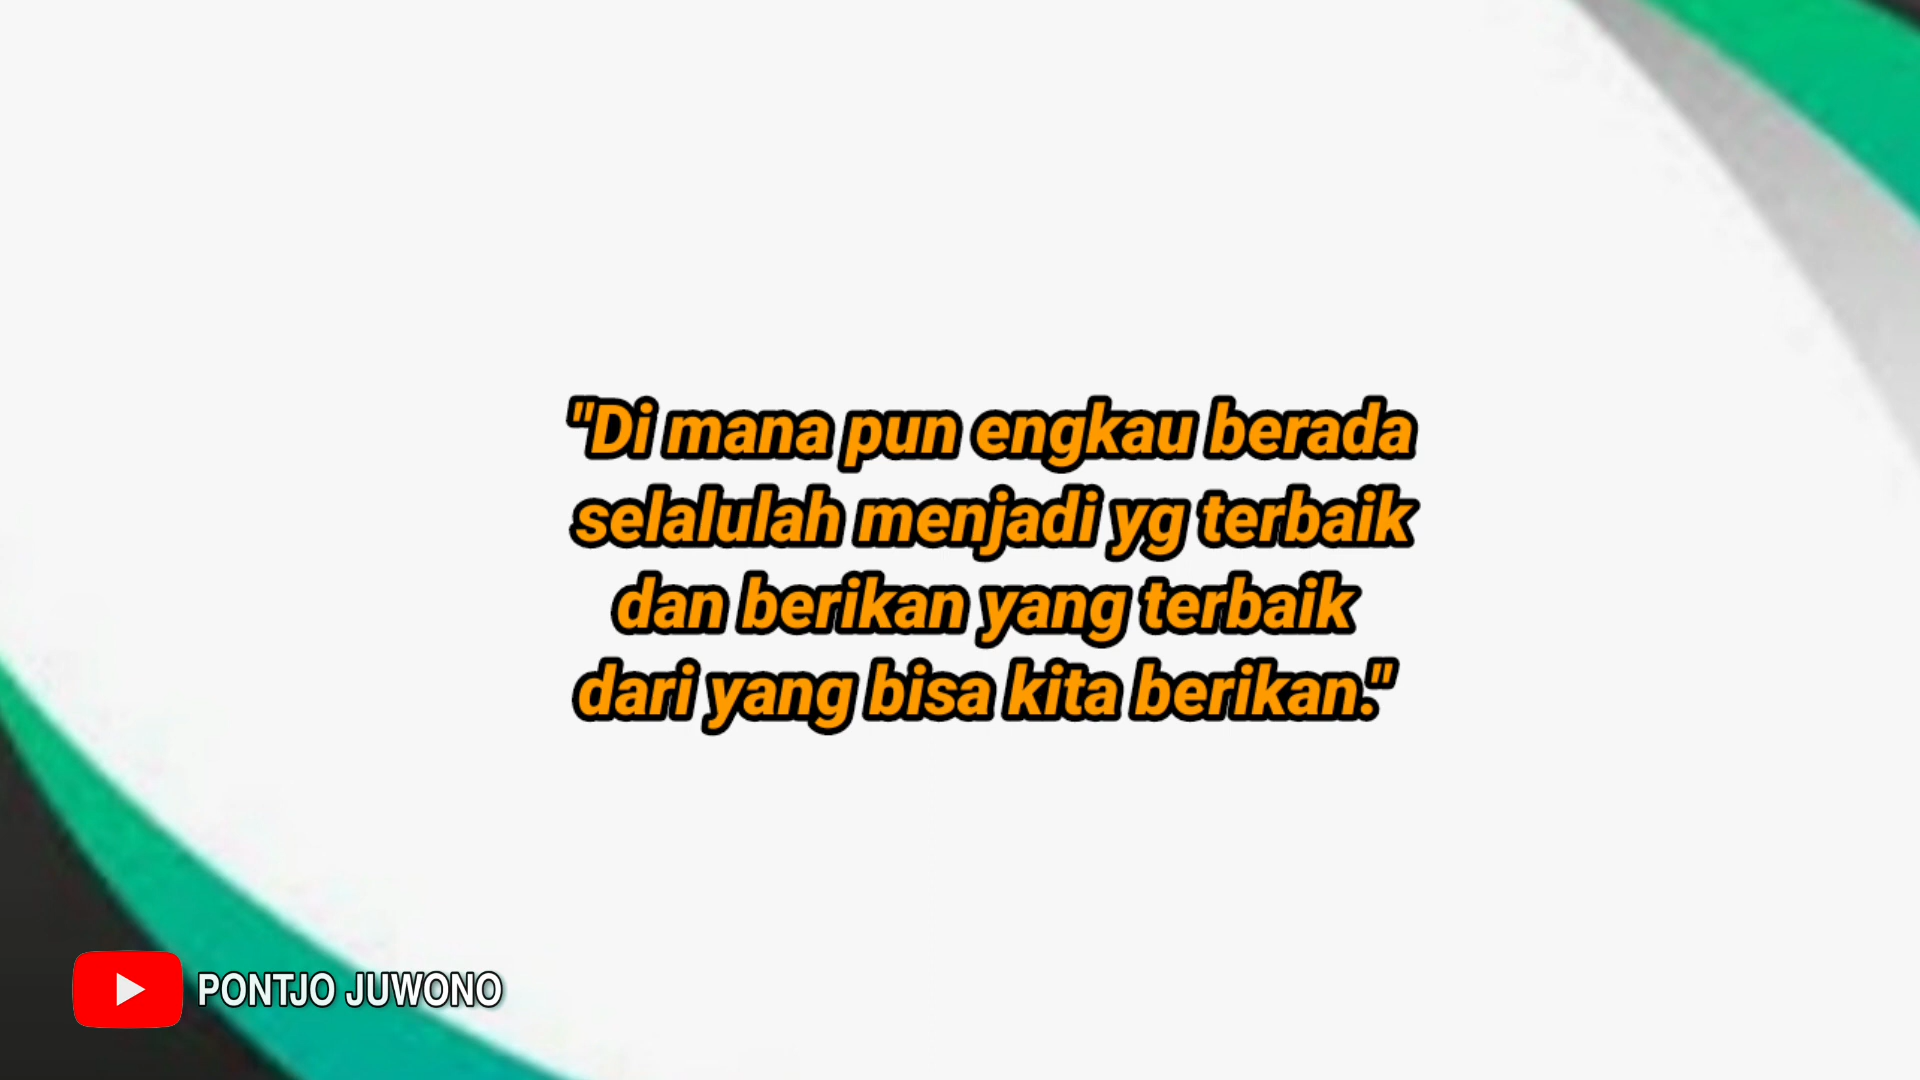 "Di mana pun engkau berada
selalulah menjadi yg terbaik
dan berikan yang terbaik
dari yang bisa kita berikan."
PONTJO JUWONO